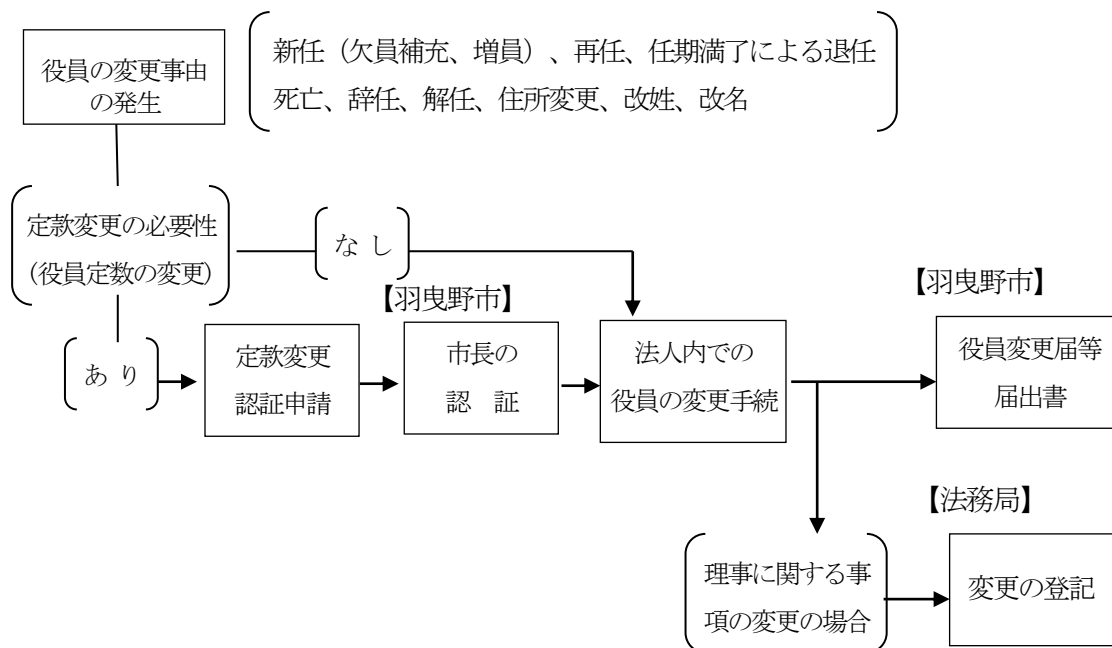 役員の変更事由
の発生
新任（欠員補充、増員）、再任、任期満了による退任
死亡、辞任、解任、住所変更、改姓、改名
定款変更の必要性
（役員定数の変更）
な し
あ り
定款変更
認証申請
【羽曳野市】
市長の
認　証
法人内での
役員の変更手続
【羽曳野市】
役員変更届等
届出書
理事に関する事
項の変更の場合
【法務局】
変更の登記